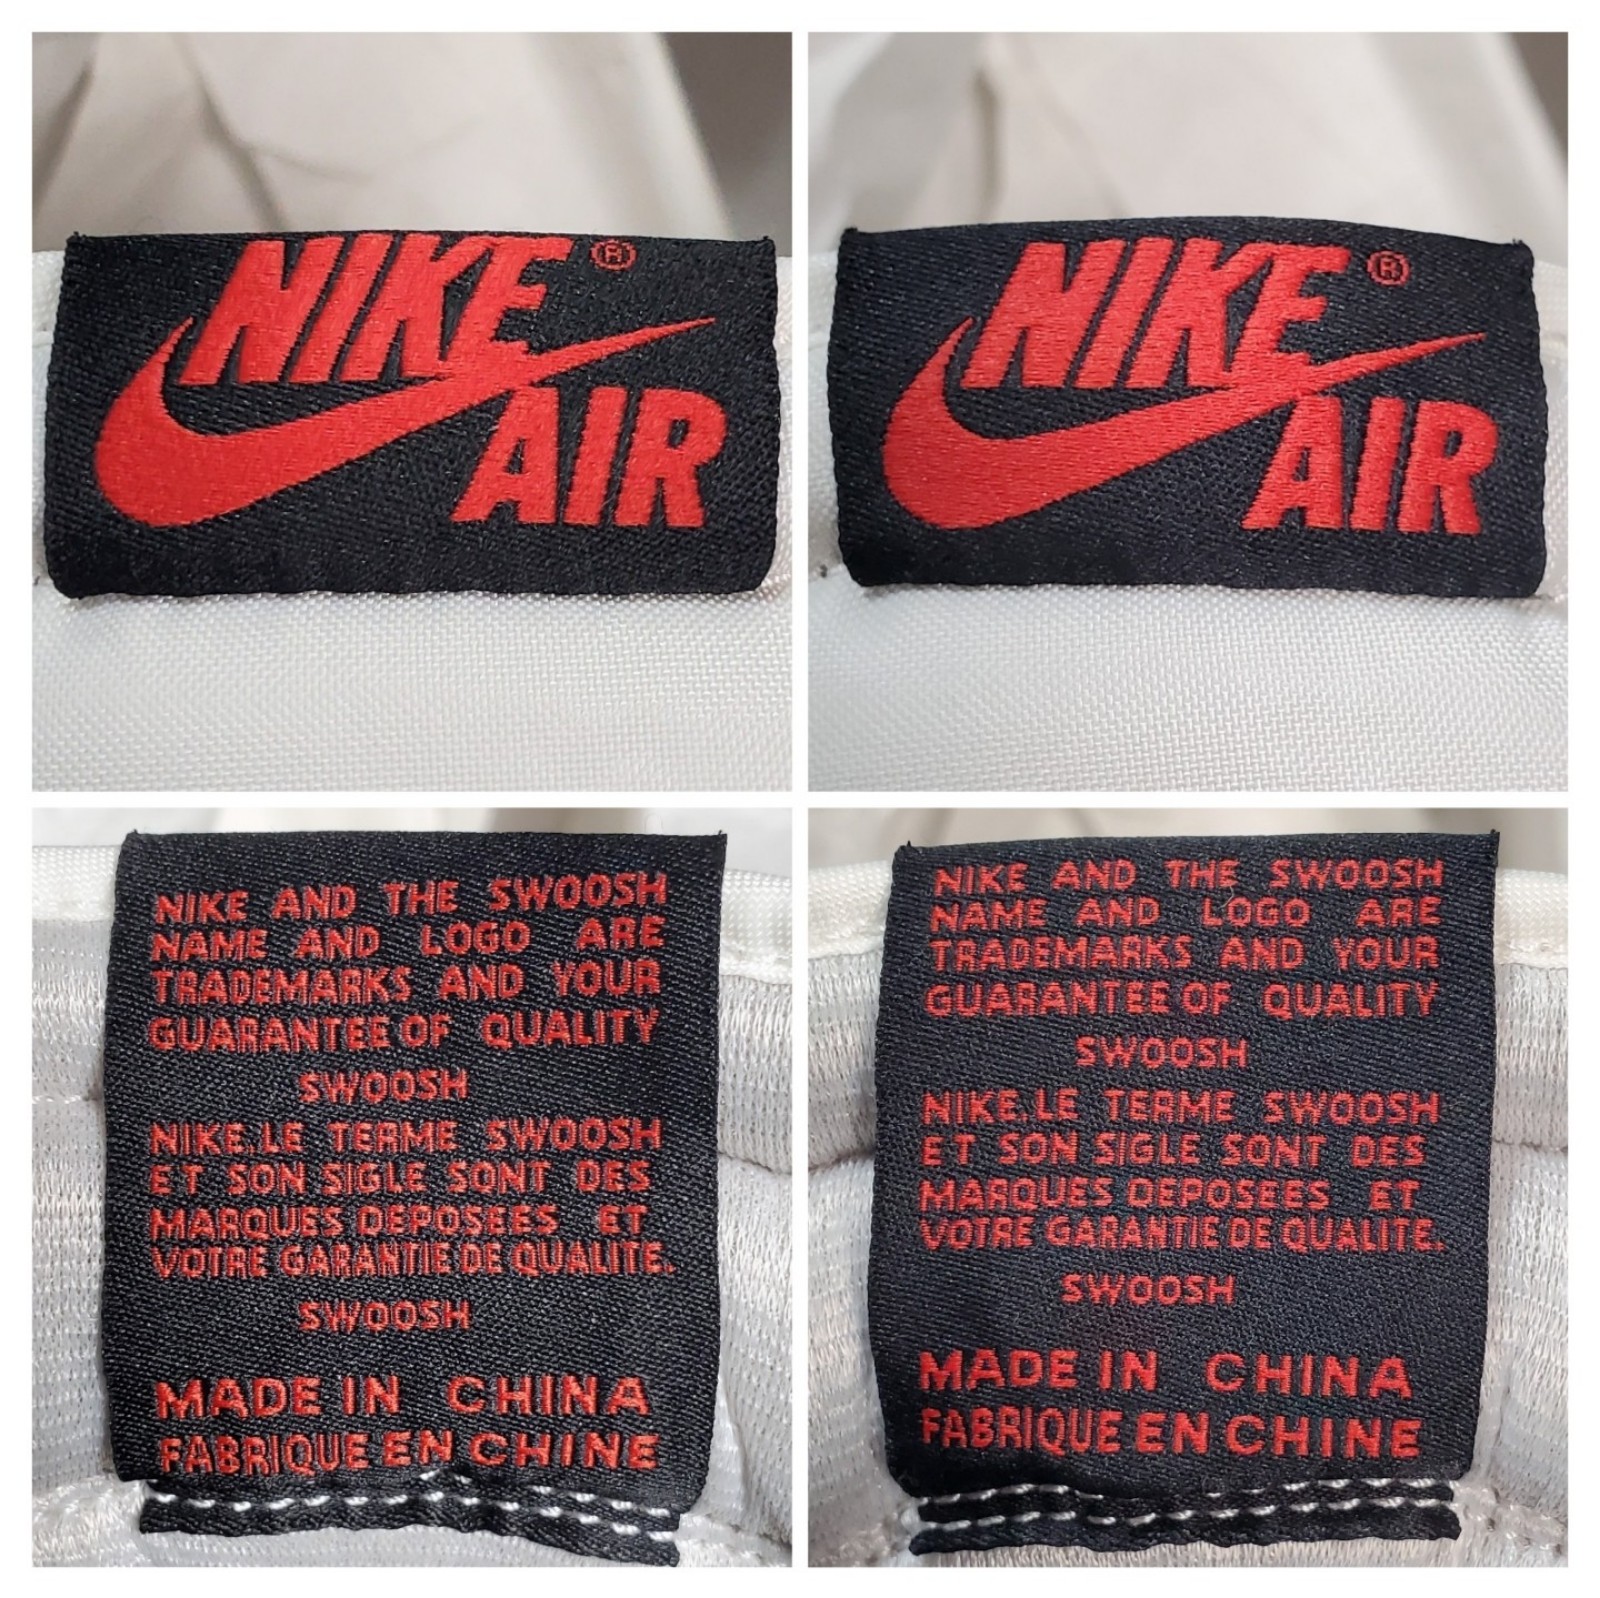 NIKE ®
AIR
NIKE ®
AIR
NIKE AND THE SWOOSH
NAME AND LOGO ARE
TRADEMARKS AND YOUR
GUARANTEE OF QUALITY
SWOOSH
NIKE.LE TERME SWOOSH
ET SON SIGLE SONT DES
MARQUES DEPOSEES ET
VOTRE GARANTIE DE QUALITE.
SWOOSH
MADE IN CHINA
FABRIQUE EN CHINE
NIKE AND THE SWOOSH
NAME AND LOGO ARE
TRADEMARKS AND YOUR
GUARANTEE OF QUALITY
SWOOSH
NIKE.LE TERME SWOOSH
ET SON SIGLE SONT DES
MARQUES DEPOSEES ET
VOTRE GARANTIE DE QUALITE.
SWOOSH
MADE IN CHINA
FABRIQUE EN CHINE